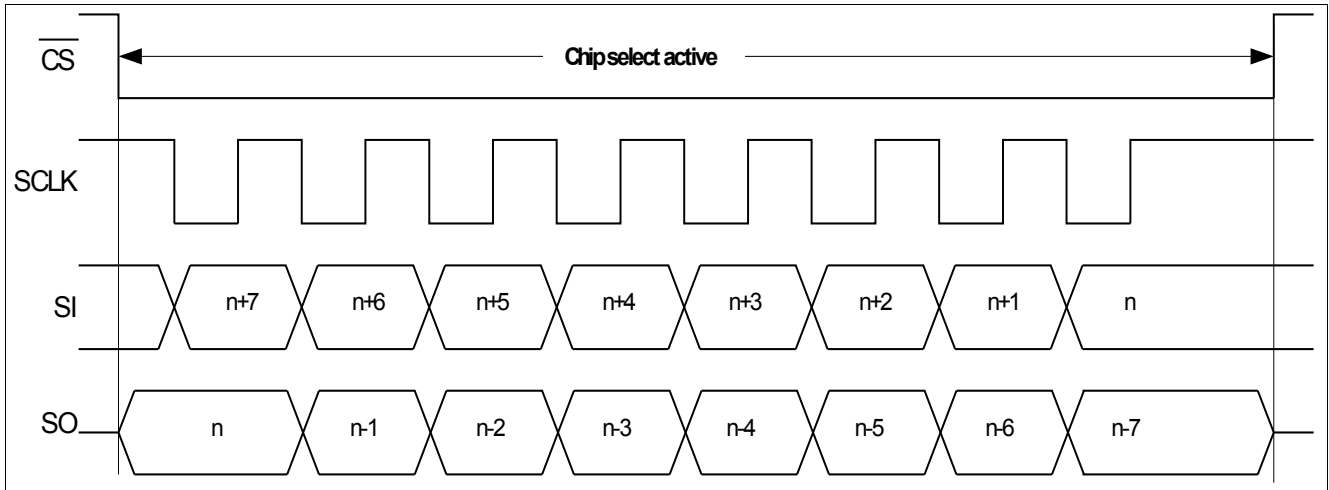 CS
Chip select active
SCLK
SI
n+7 n+6 n+5 n+4 n+3 n+2 n+1 n
SO
n n-1 n-2 n-3 n-4 n-5 n-6 n-7